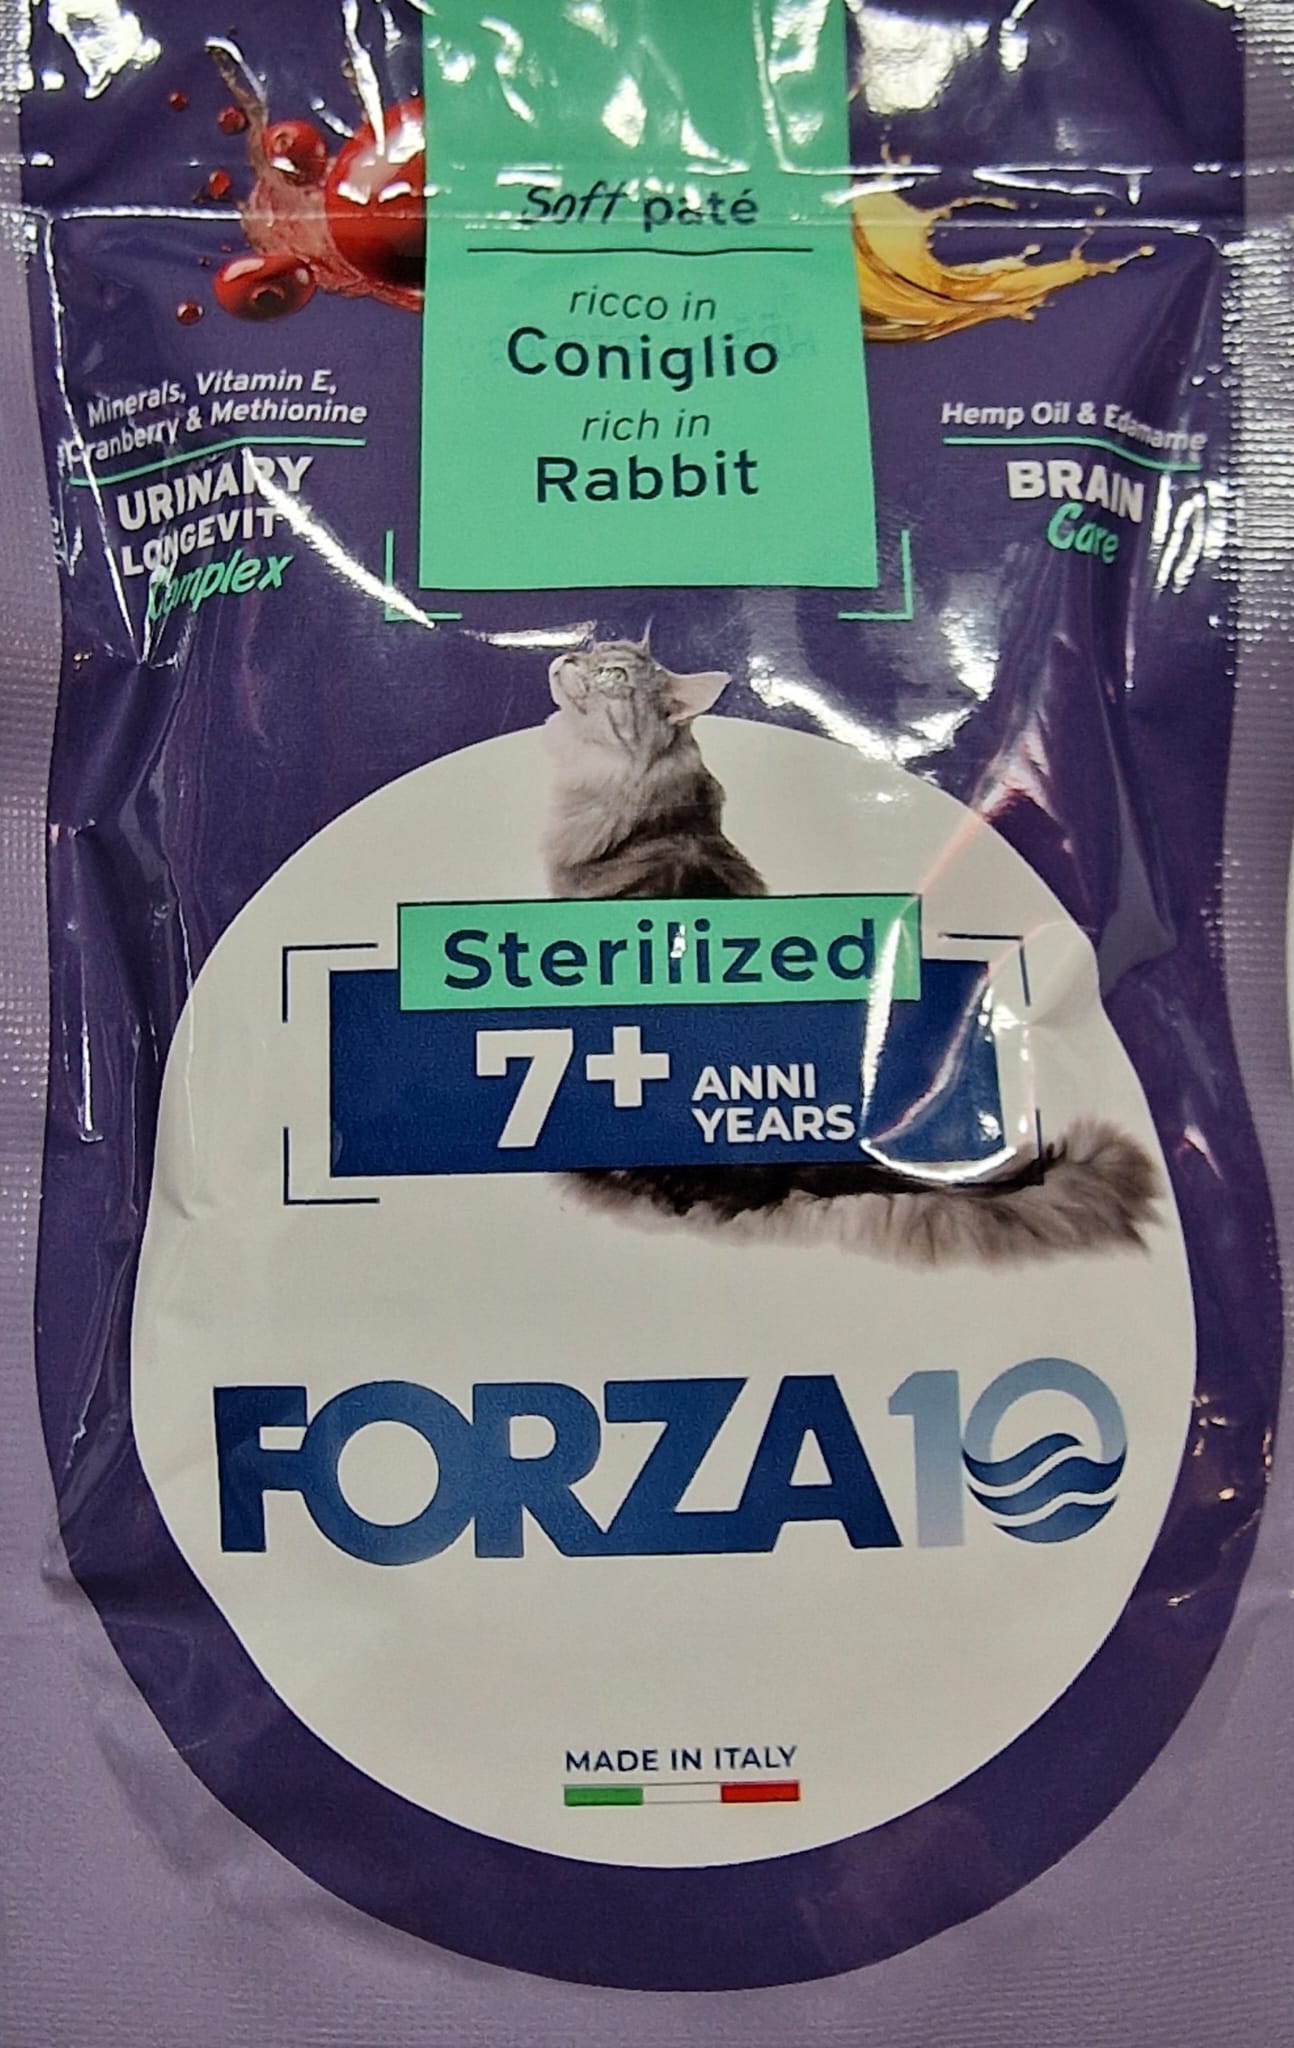 Soft paté
ricco in
Coniglio
rich in
Rabbit
Minerals, Vitamin E,
Cranberry & Methionine
URINARY
LONGEVITY
Complex
Hemp Oil & Edamame
BRAIN
Care
Sterilized
7+ ANNI
YEARS
FORZA10
MADE IN ITALY